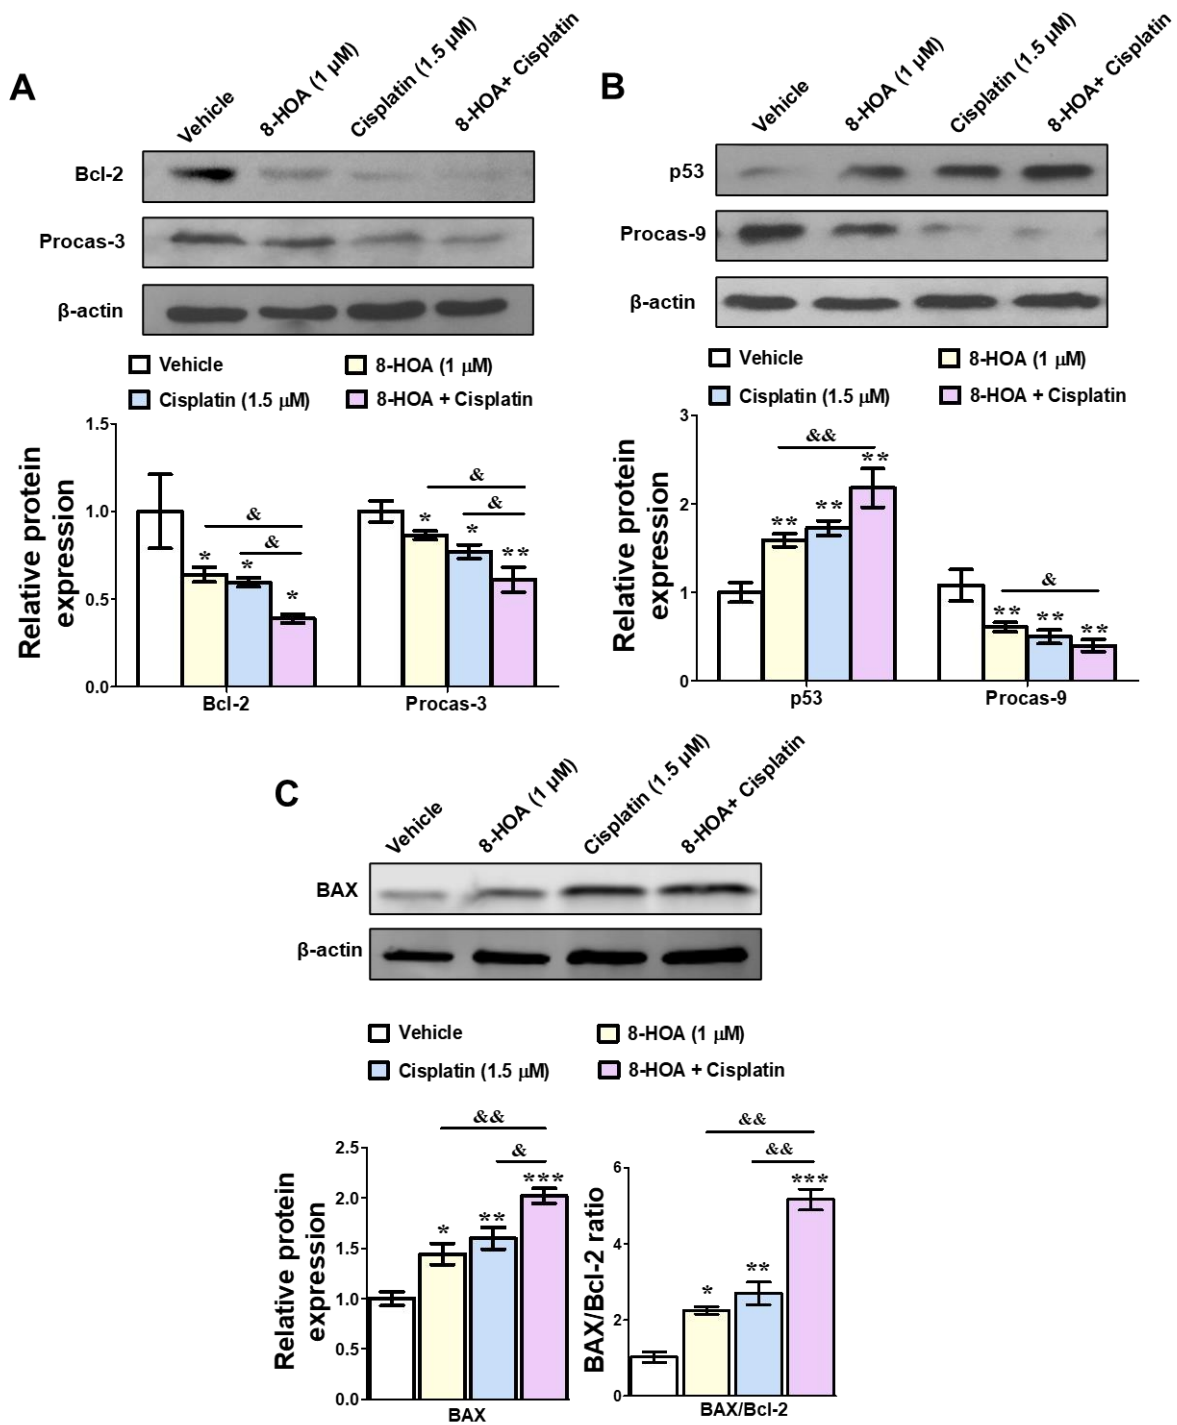 A
Vehicle
8-HOA (1 µM)
Cisplatin (1.5 µM)
8-HOA+ Cisplatin
Bcl-2
Procas-3
β-actin
Vehicle
8-HOA (1 µM)
Cisplatin (1.5 µM)
8-HOA + Cisplatin
Relative protein
expression
1.5
1.0
0.5
0.0
&
&
*
*
*
&
&
*
*
**
Bcl-2
Procas-3
B
Vehicle
8-HOA (1 µM)
Cisplatin (1.5 µM)
8-HOA+ Cisplatin
p53
Procas-9
β-actin
Vehicle
8-HOA (1 µM)
Cisplatin (1.5 µM)
8-HOA + Cisplatin
Relative protein
expression
3
2
1
0
&&
**
**
**
&
**
**
**
p53
Procas-9
C
Vehicle
8-HOA (1 µM)
Cisplatin (1.5 µM)
8-HOA+ Cisplatin
BAX
β-actin
Vehicle
8-HOA (1 µM)
Cisplatin (1.5 µM)
8-HOA + Cisplatin
Relative protein
expression
2.5
2.0
1.5
1.0
0.5
0.0
&&
&
*
**
***
BAX
BAX/Bcl-2 ratio
6
4
2
0
&&
&&
*
**
***
BAX/Bcl-2